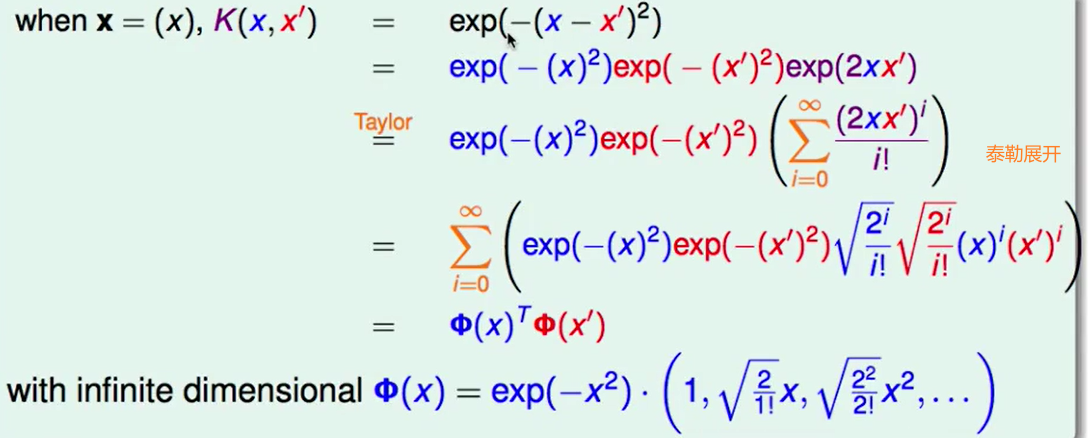 when x = (x), K(x, x′) = exp(−(x − x′)²)
= exp( − (x)²)exp( − (x′)²)exp(2xx′)
Taylor = exp(−(x)²)exp(−(x′)²) ( ∑_{i=0}^{∞} (2xx′)^i / i! ) 泰勒展开
= ∑_{i=0}^{∞} ( exp(−(x)²)exp(−(x′)²) √(2^i / i!) √(2^i / i!) (x)^i (x′)^i )
= Φ(x)^T Φ(x′)
with infinite dimensional Φ(x) = exp(−x²) · ( 1, √(2/1!) x, √(2²/2!) x², . . . )